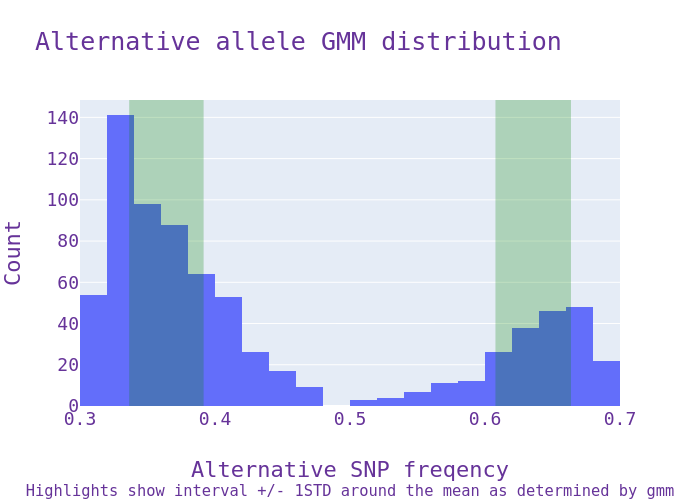 Alternative allele GMM distribution
140
120
100
80
60
40
20
0
Count
0.3 0.4 0.5 0.6 0.7
Alternative SNP freqency
Highlights show interval +/- 1STD around the mean as determined by gmm